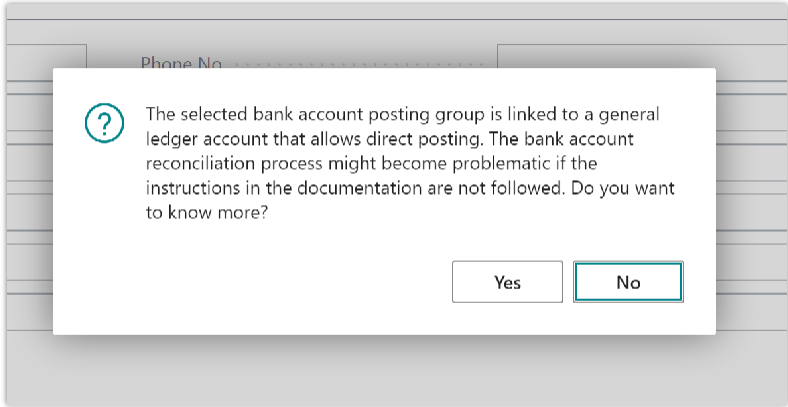 Phone No.
?
The selected bank account posting group is linked to a general
ledger account that allows direct posting. The bank account
reconciliation process might become problematic if the
instructions in the documentation are not followed. Do you want
to know more?
Yes
No